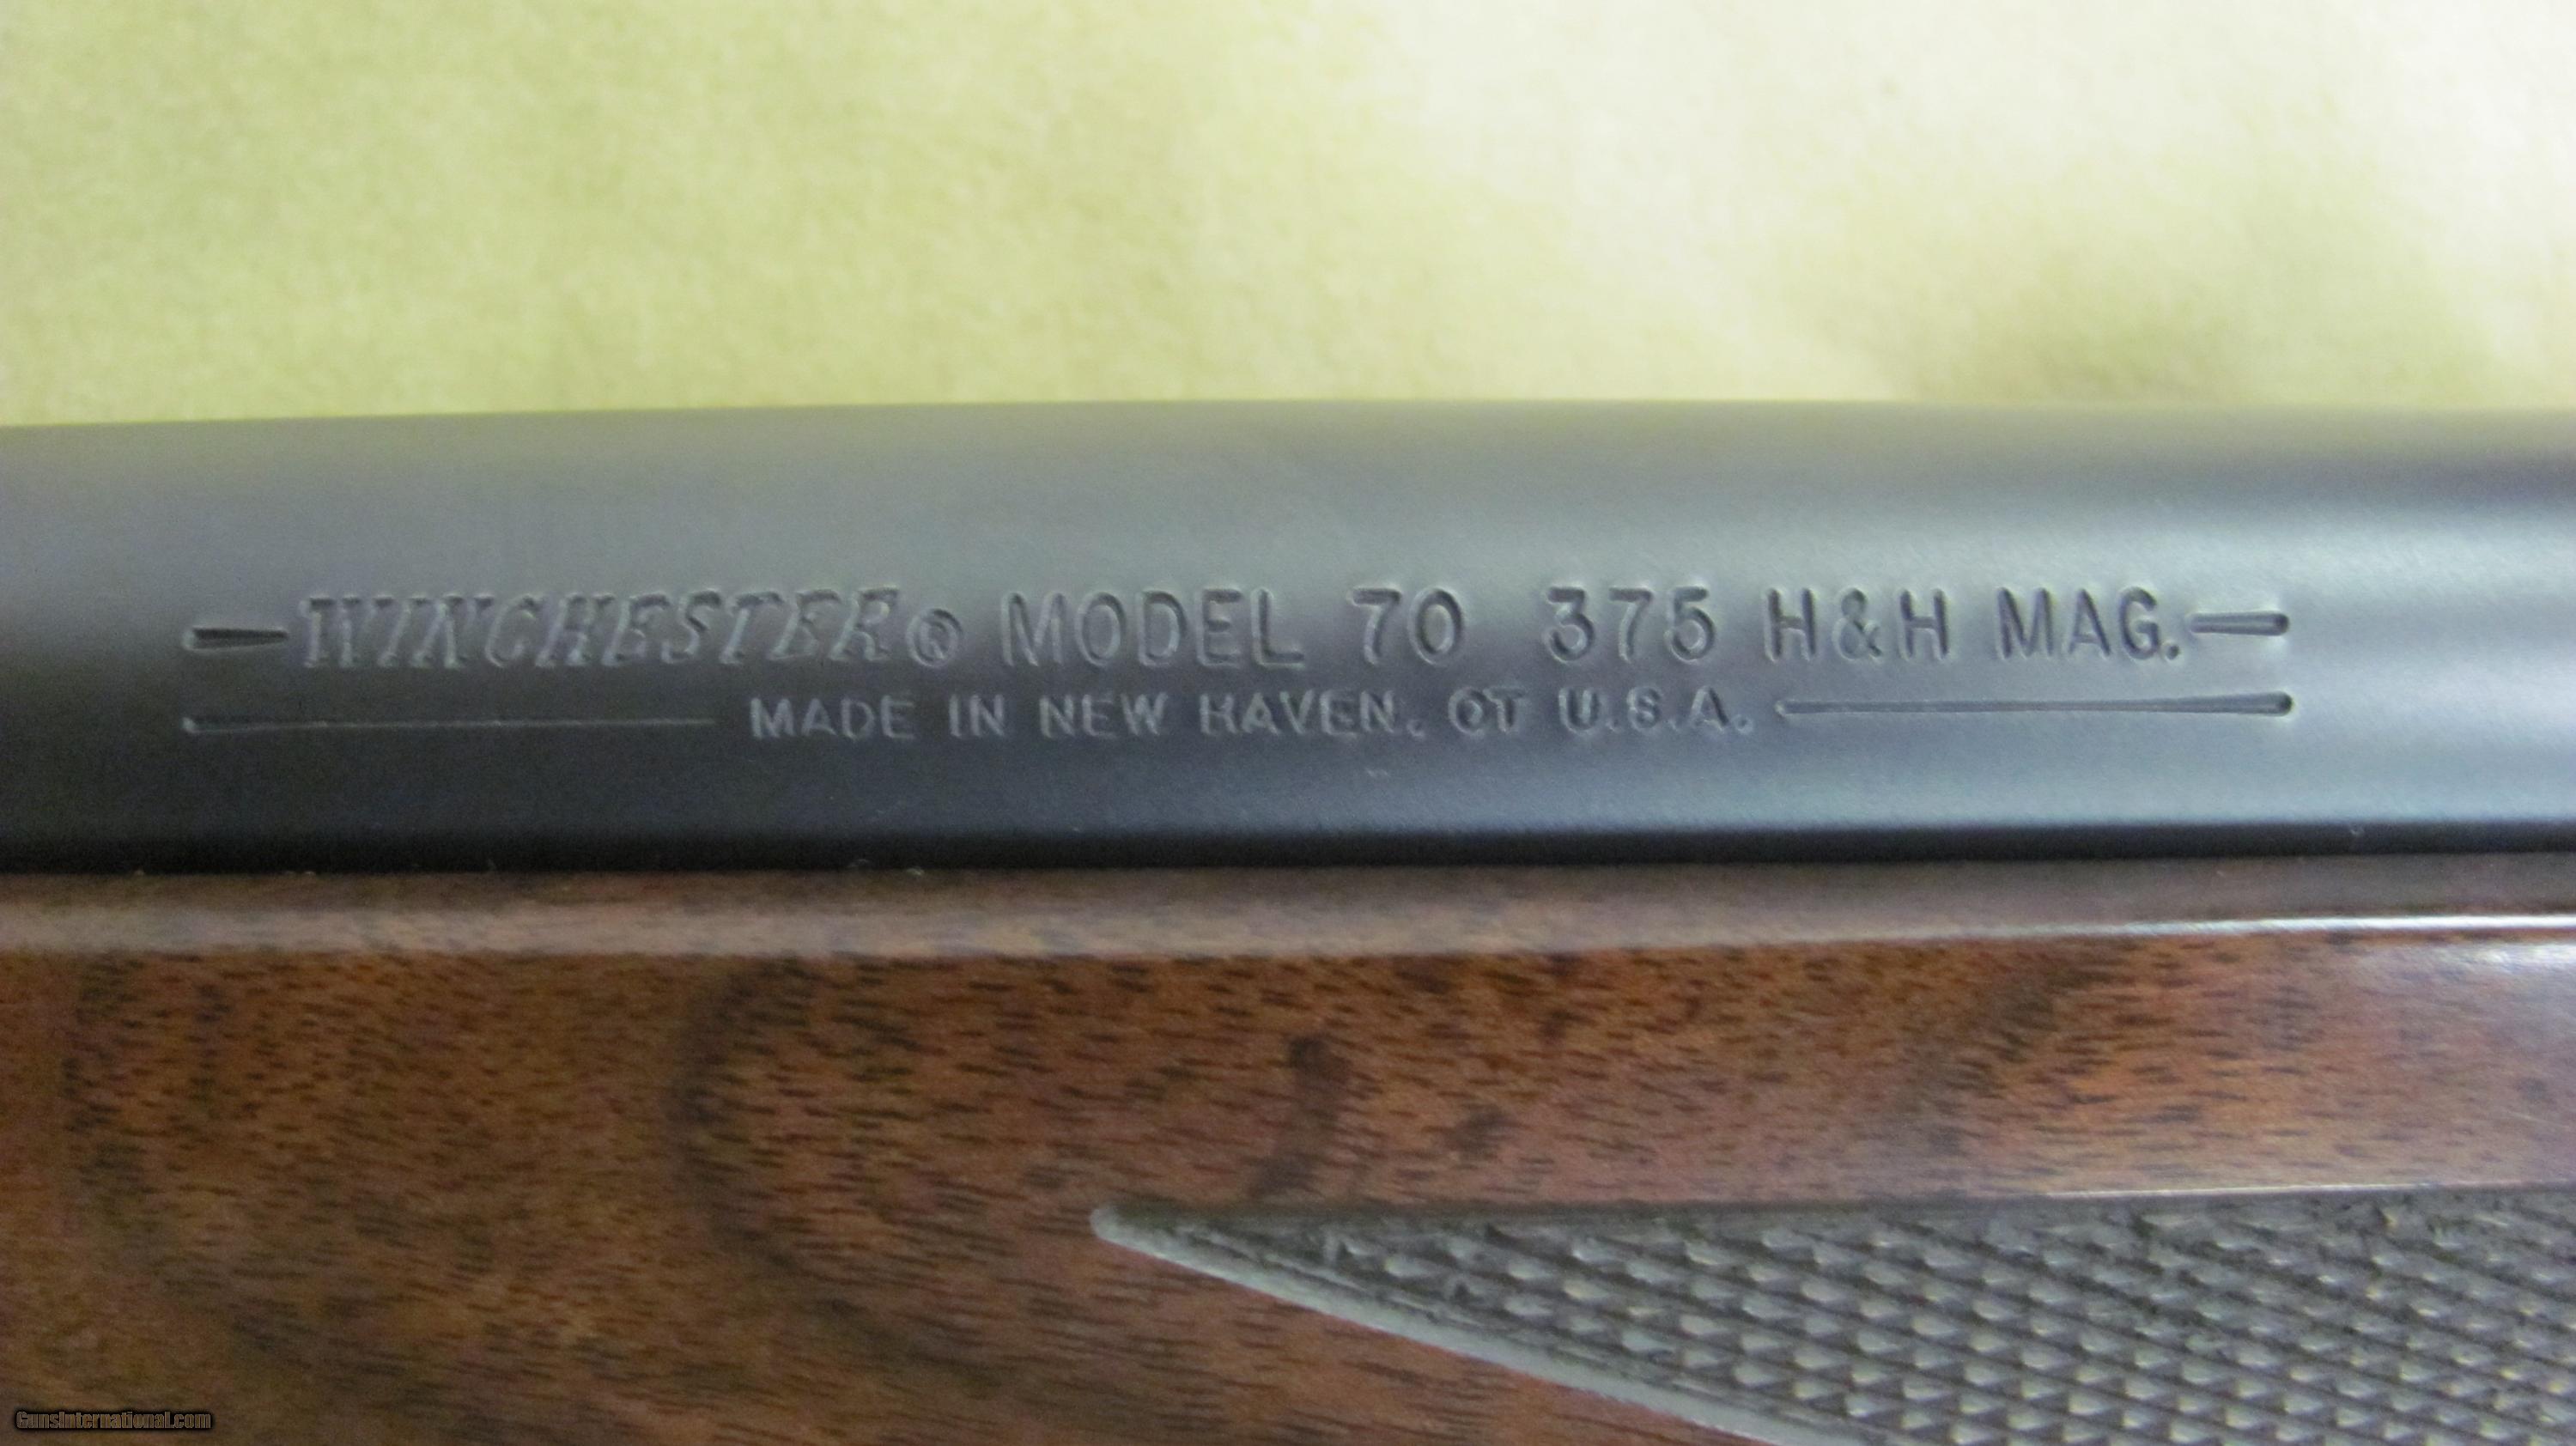 WINCHESTER® MODEL 70 375 H&H MAG.
MADE IN NEW HAVEN. CT U.S.A.
GunsInternational.com